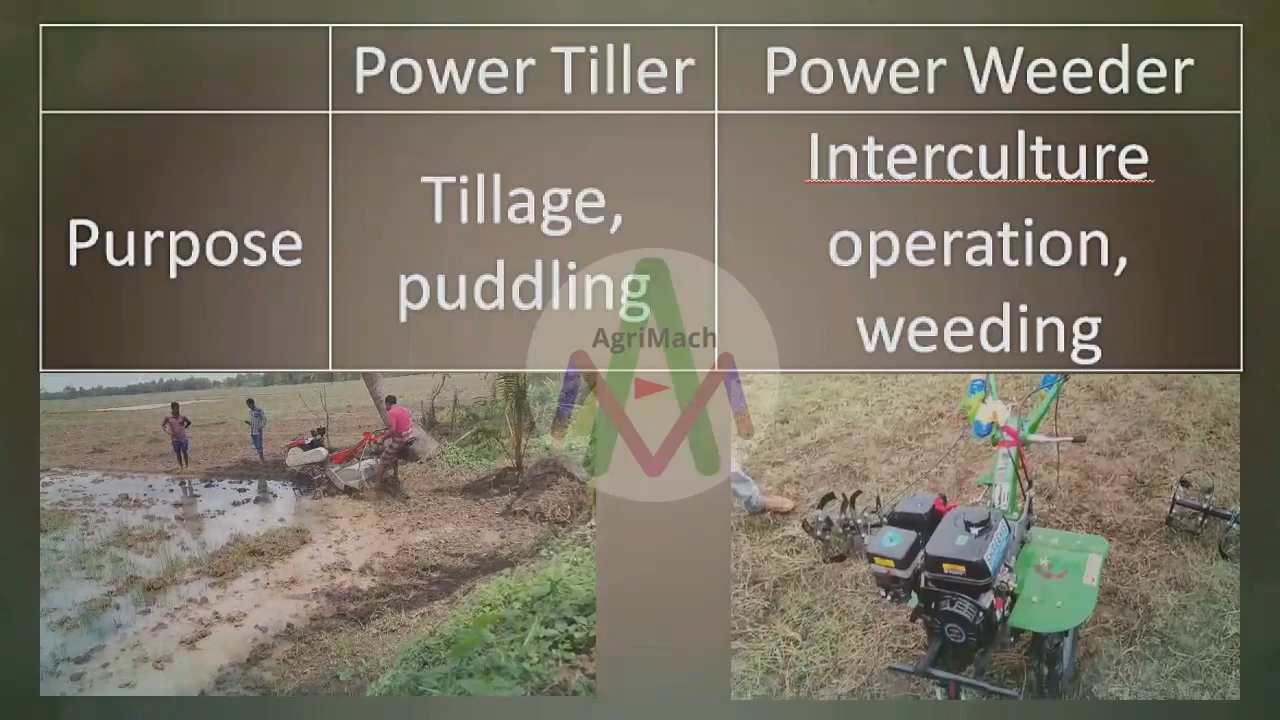 Power Tiller
Power Weeder
Purpose
Tillage,
puddling
Interculture
operation,
weeding
AgriMach